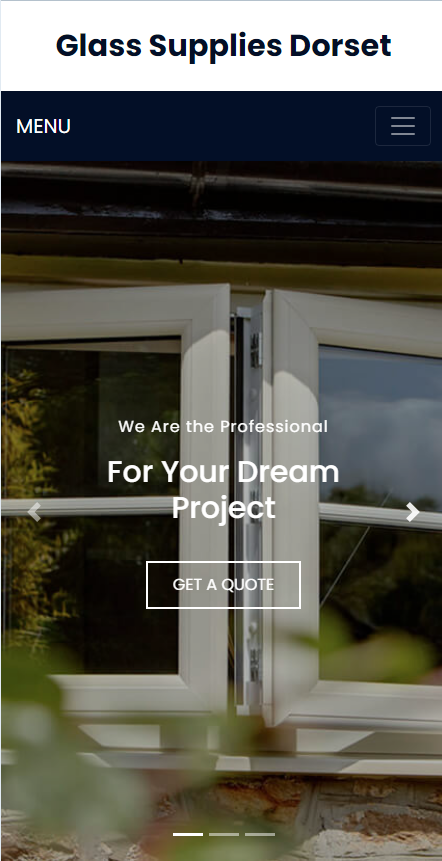 Glass Supplies Dorset
MENU
We Are the Professional
For Your Dream
Project
GET A QUOTE